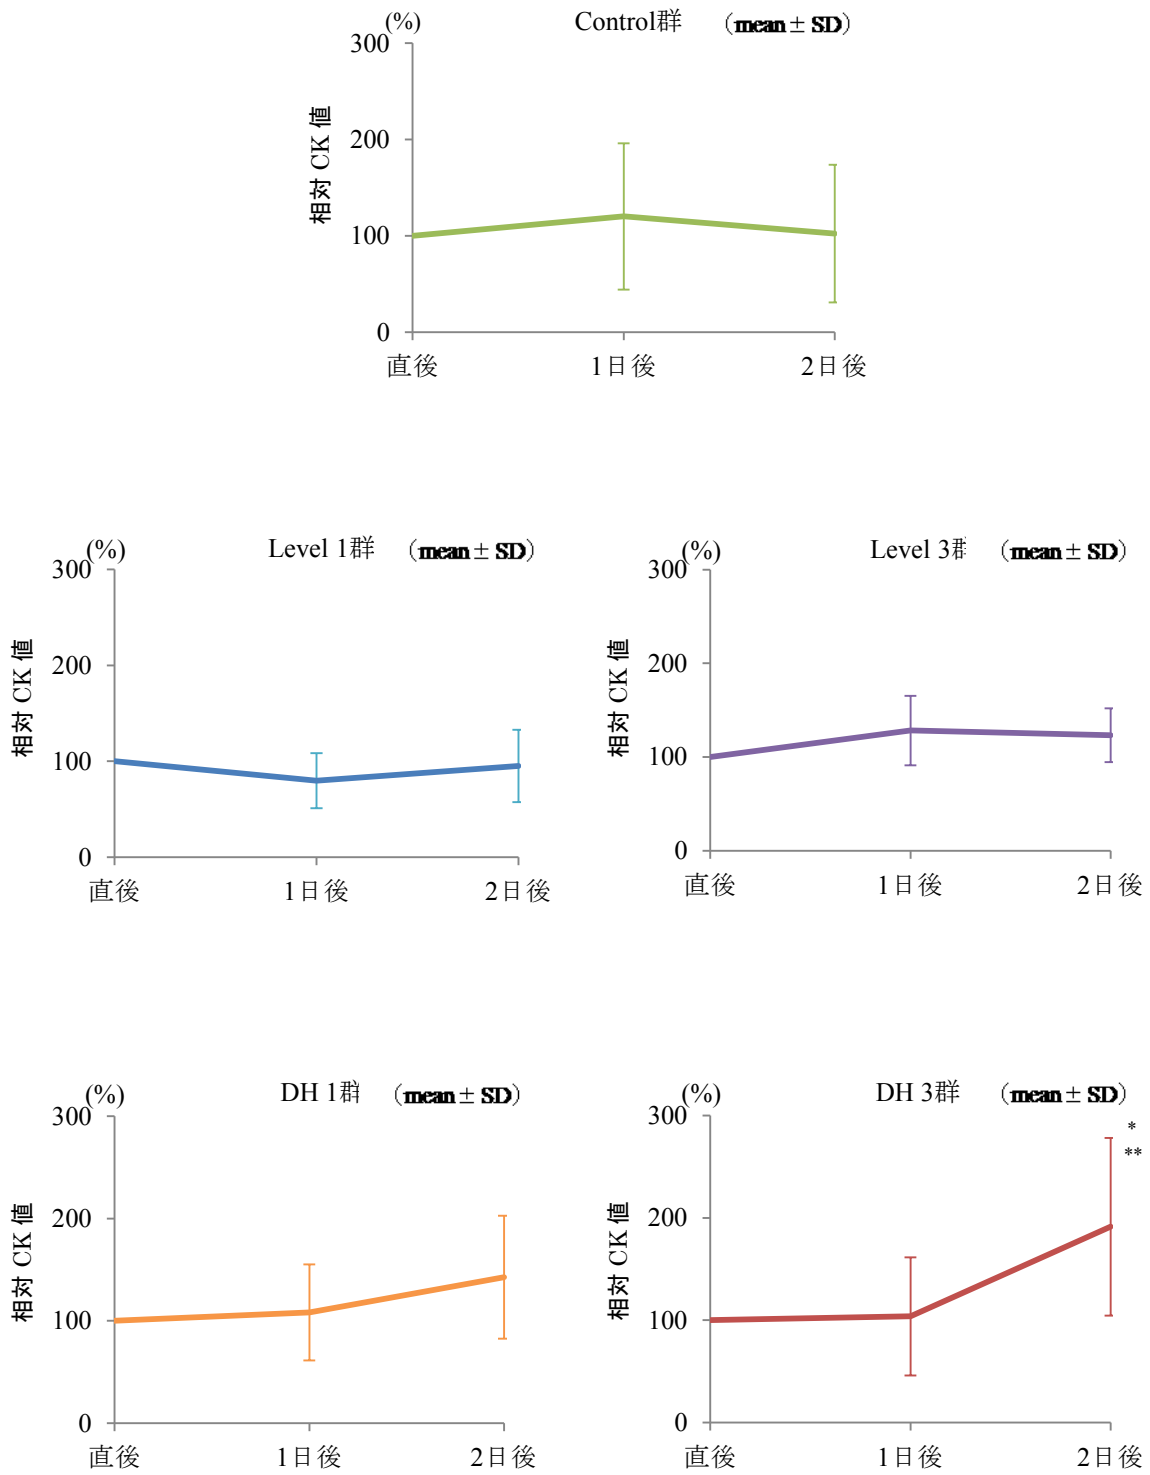 (%)
Control群 （mean ± SD）
300
200
100
0
相対 CK 値
直後 1日後 2日後
(%)
Level 1群 （mean ± SD）
300
200
100
0
相対 CK 値
直後 1日後 2日後
(%)
Level 3群 （mean ± SD）
300
200
100
0
相対 CK 値
直後 1日後 2日後
(%)
DH 1群 （mean ± SD）
300
200
100
0
相対 CK 値
直後 1日後 2日後
(%)
DH 3群 （mean ± SD）
300
200
100
0
相対 CK 値
*
**
直後 1日後 2日後